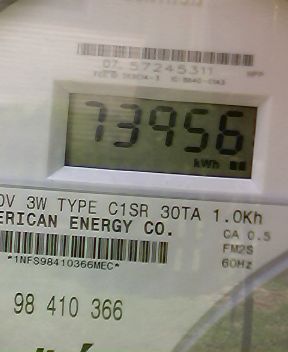 07 57245311
73956
kWh
0V 3W TYPE C1SR 30TA 1.0Kh
ERICAN ENERGY CO.
CA 0.5
FM2S
*1NFS98410366MEC*
60Hz
98 410 366